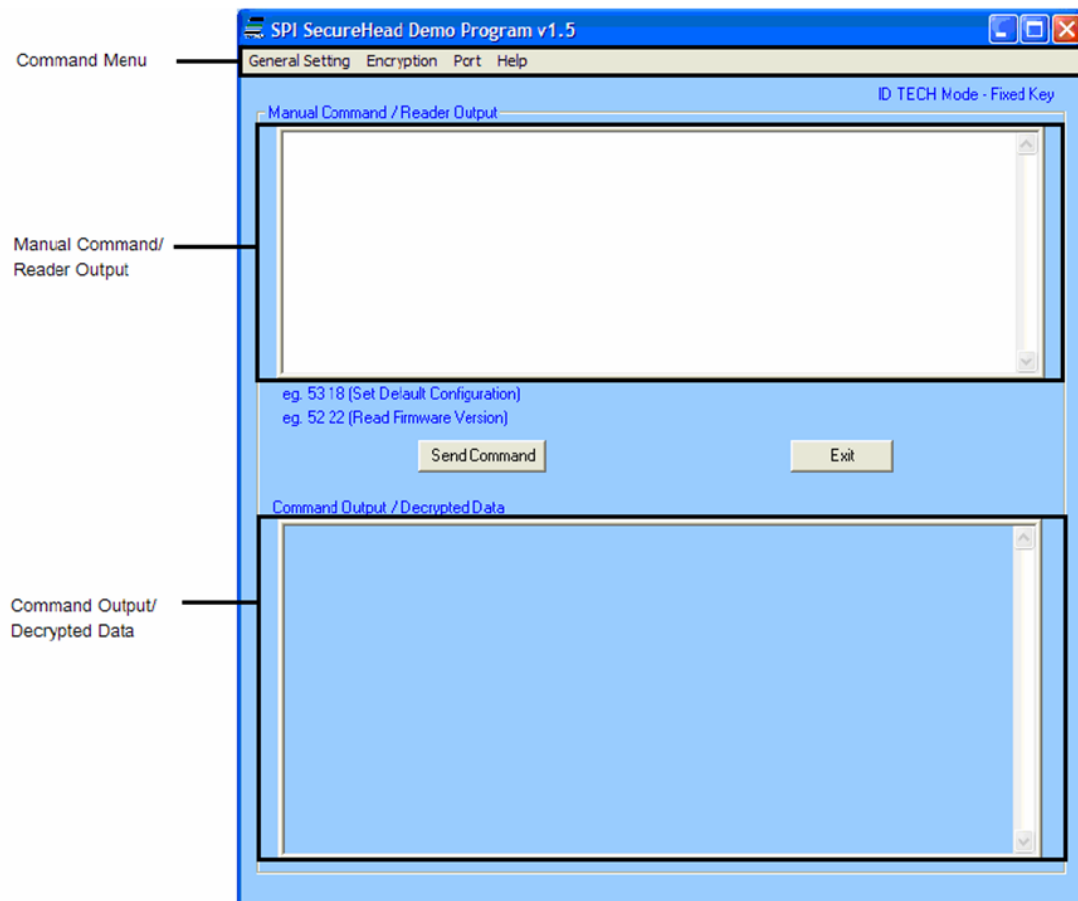 SPI SecureHead Demo Program v1.5
Command Menu
General Setting Encryption Port Help
ID TECH Mode - Fixed Key
Manual Command / Reader Output
Manual Command/
Reader Output
eg. 53 18 (Set Default Configuration)
eg. 52 22 (Read Firmware Version)
Send Command Exit
Command Output / Decrypted Data
Command Output/
Decrypted Data